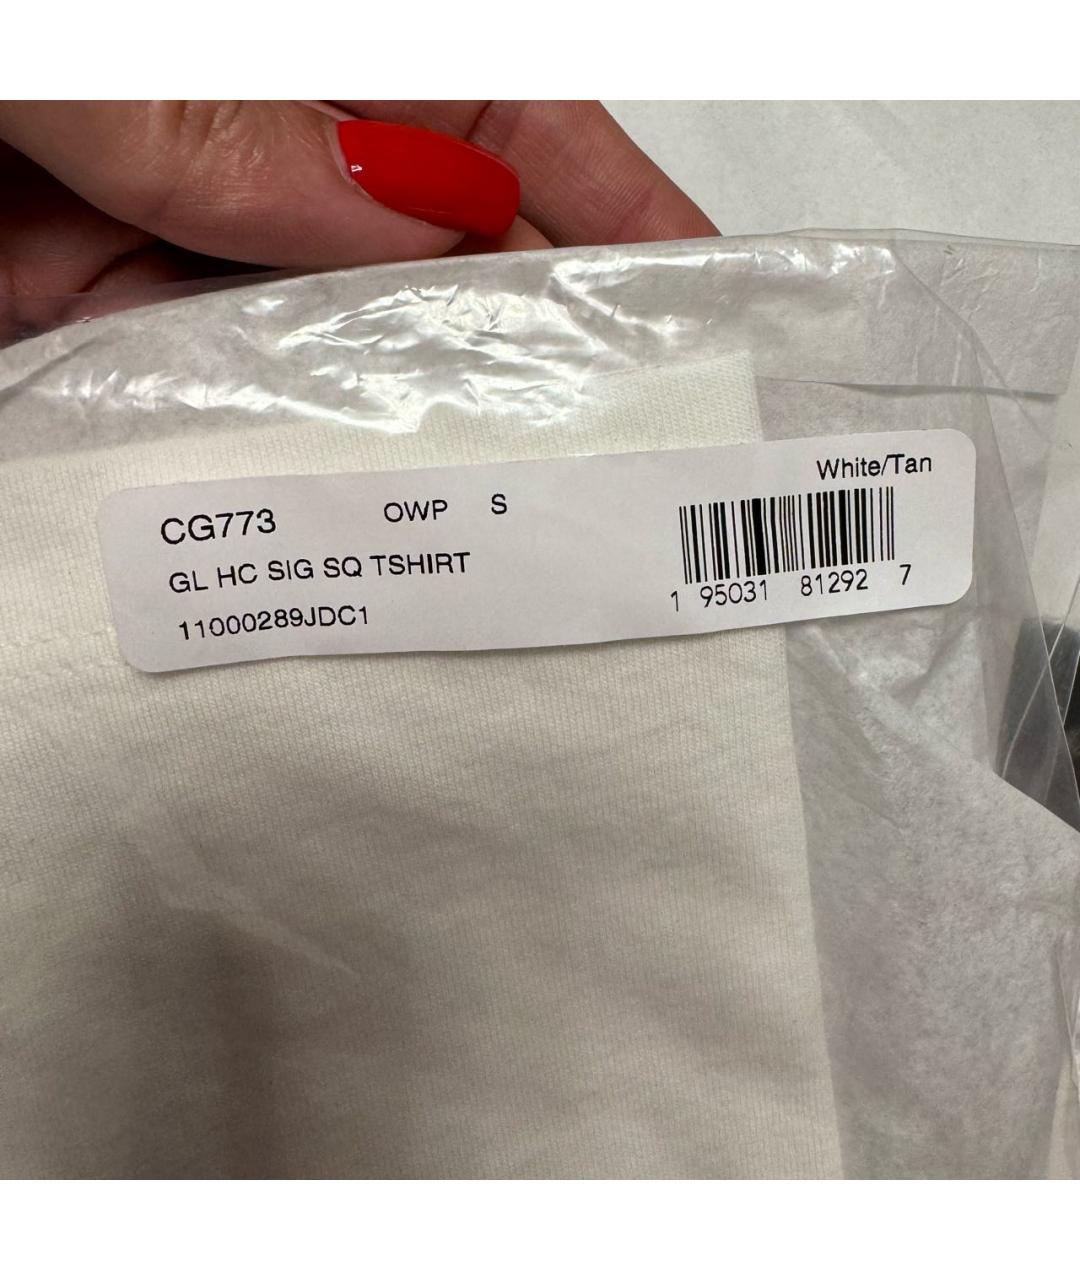 White/Tan
CG773 OWP S
GL HC SIG SQ TSHIRT
11000289JDC1
1 95031 81292 7